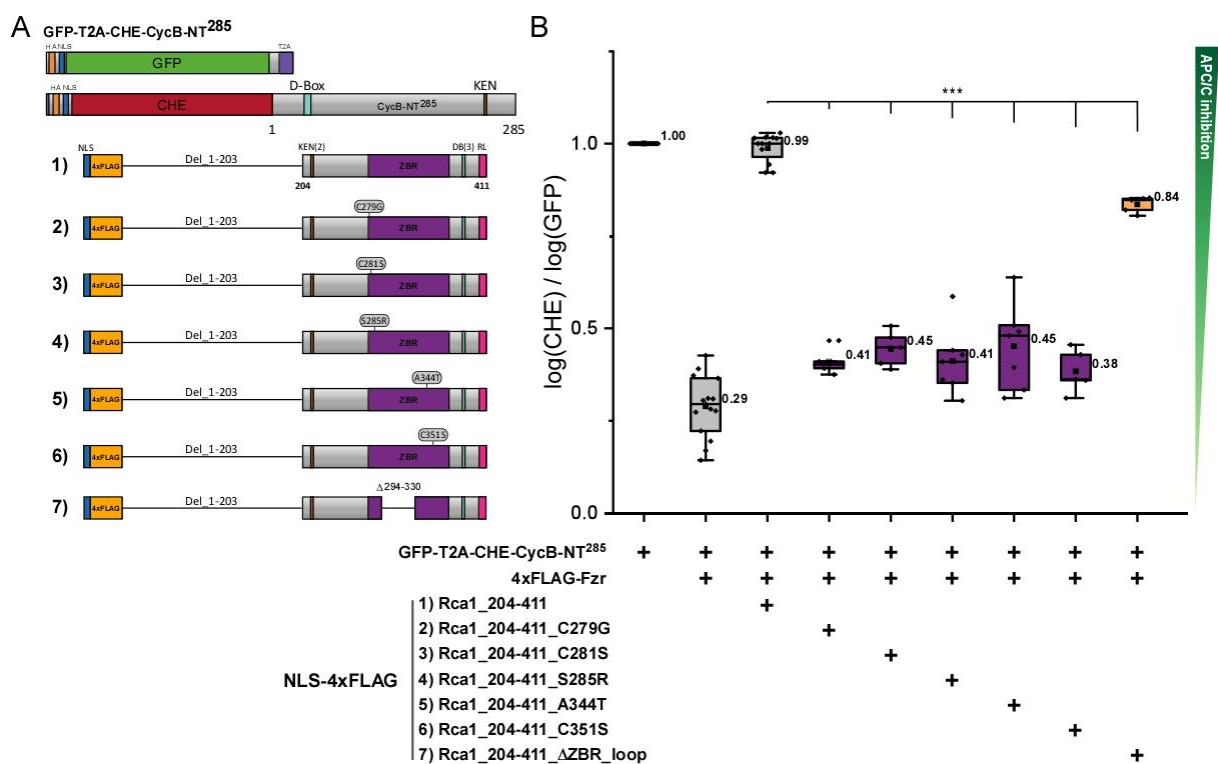 A
GFP-T2A-CHE-CycB-NT285
HA NLS
T2A
GFP
HA NLS
D-Box
KEN
CHE
CycB-NT285
1
285
NLS
KEN(2)
DB(3) RL
1)
4xFLAG
Del_1-203
ZBR
204
411
C279G
2)
4xFLAG
Del_1-203
ZBR
C281S
3)
4xFLAG
Del_1-203
ZBR
S285R
4)
4xFLAG
Del_1-203
ZBR
A344T
5)
4xFLAG
Del_1-203
ZBR
C351S
6)
4xFLAG
Del_1-203
ZBR
Δ294-330
7)
4xFLAG
Del_1-203
B
log(CHE) / log(GFP)
1.0
0.5
0.0
***
1.00
0.29
0.99
0.41
0.45
0.41
0.45
0.38
0.84
APC/C inhibition
GFP-T2A-CHE-CycB-NT285 + + + + + + + + +
4xFLAG-Fzr + + + + + + + +
NLS-4xFLAG
1) Rca1_204-411 +
2) Rca1_204-411_C279G +
3) Rca1_204-411_C281S +
4) Rca1_204-411_S285R +
5) Rca1_204-411_A344T +
6) Rca1_204-411_C351S +
7) Rca1_204-411_ΔZBR_loop +